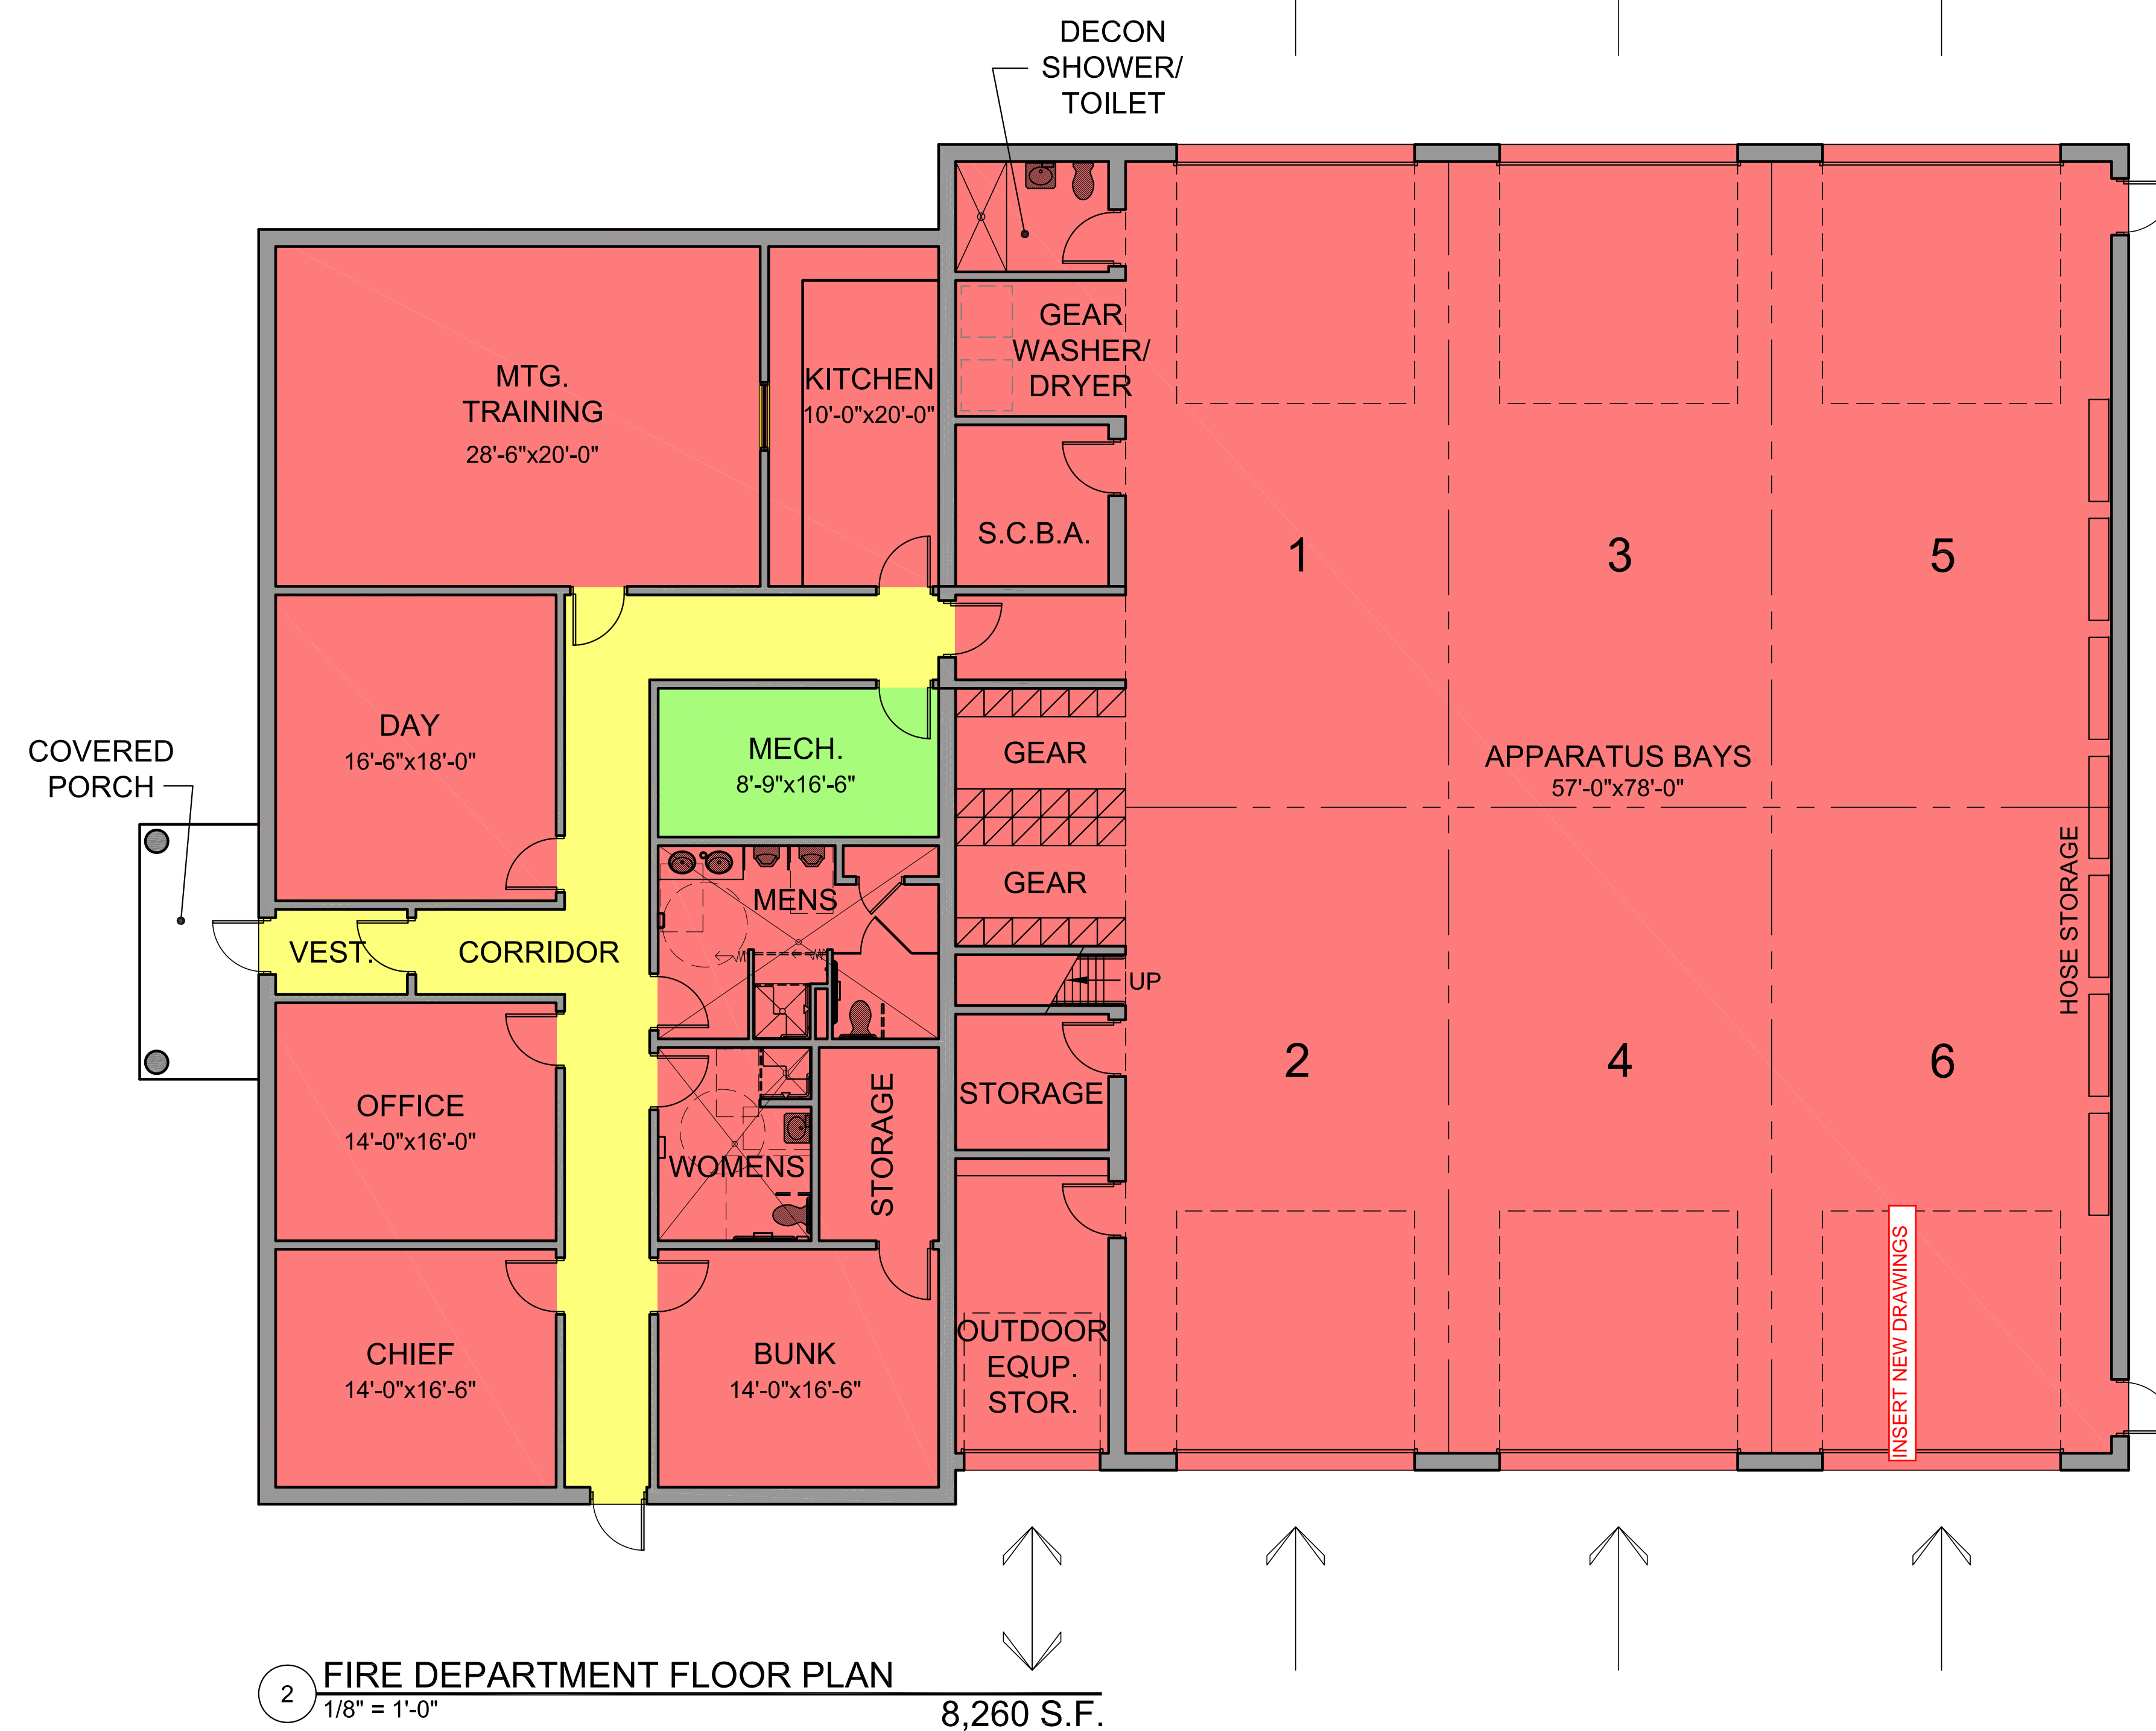 DECON
SHOWER/
TOILET
MTG.
TRAINING
28'-6"x20'-0"
KITCHEN
10'-0"x20'-0"
GEAR
WASHER/
DRYER
S.C.B.A.
1
3
5
DAY
16'-6"x18'-0"
COVERED
PORCH
MECH.
8'-9"x16'-6"
GEAR
APPARATUS BAYS
57'-0"x78'-0"
MENS
GEAR
HOSE STORAGE
VEST.
CORRIDOR
UP
2
4
6
OFFICE
14'-0"x16'-0"
STORAGE
STORAGE
WOMENS
CHIEF
14'-0"x16'-6"
BUNK
14'-0"x16'-6"
OUTDOOR
EQUP.
STOR.
INSERT NEW DRAWINGS
2
FIRE DEPARTMENT FLOOR PLAN
1/8" = 1'-0"
8,260 S.F.